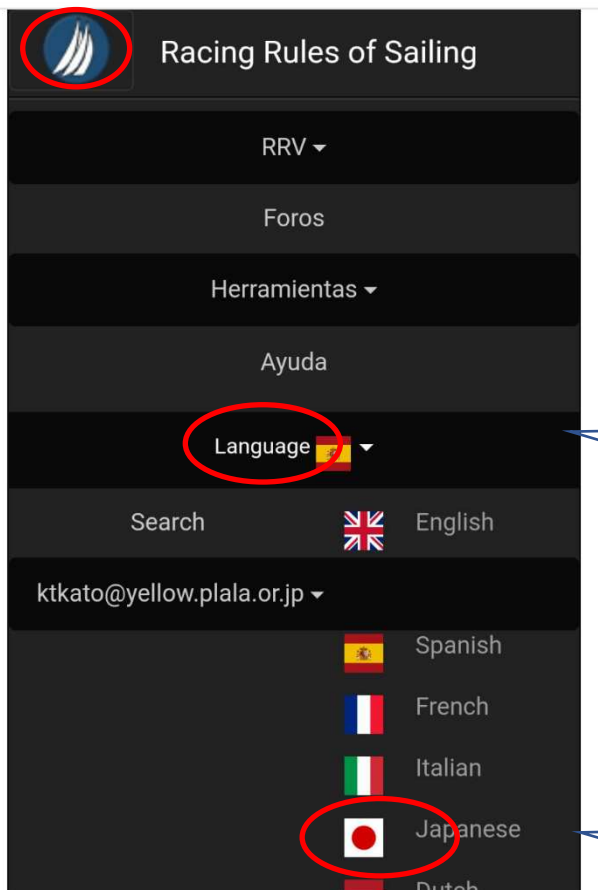 Racing Rules of Sailing
RRV
Foros
Herramientas
Ayuda
Language
Search English
ktkato@yellow.plala.or.jp
Spanish
French
Italian
Japanese
Dutch